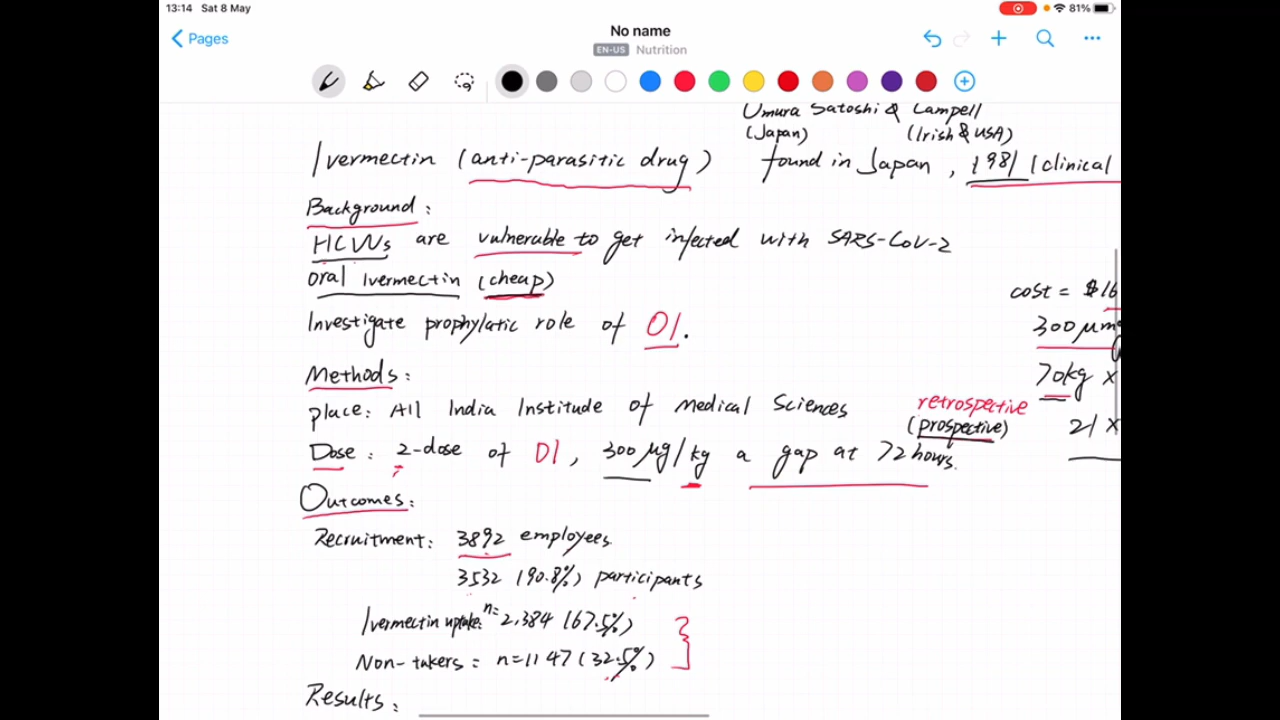 13:14 Sat 8 May
81%
Pages
No name
EN-US Nutrition
Umura Satoshi & Campell
(Japan) (Irish & USA)
Ivermectin (anti-parasitic drug) found in Japan, 1981 (clinical
Background:
HCWs are vulnerable to get infected with SARS-CoV-2
Oral Ivermectin (cheap)
cost = $16
Investigate prophylatic role of OI.
300 μmg
Methods:
70kg x
place: All India Institude of Medical Sciences
retrospective
(prospective)
21 x
Dose: 2-dose of OI, 300 μg/kg a gap at 72 hours.
Outcomes:
Recruitment: 3892 employees.
3532 (90.8%) participants
Ivermectin uptake: n= 2.384 (67.5%)
Non-takers: n=1147 (32.5%)
Results: